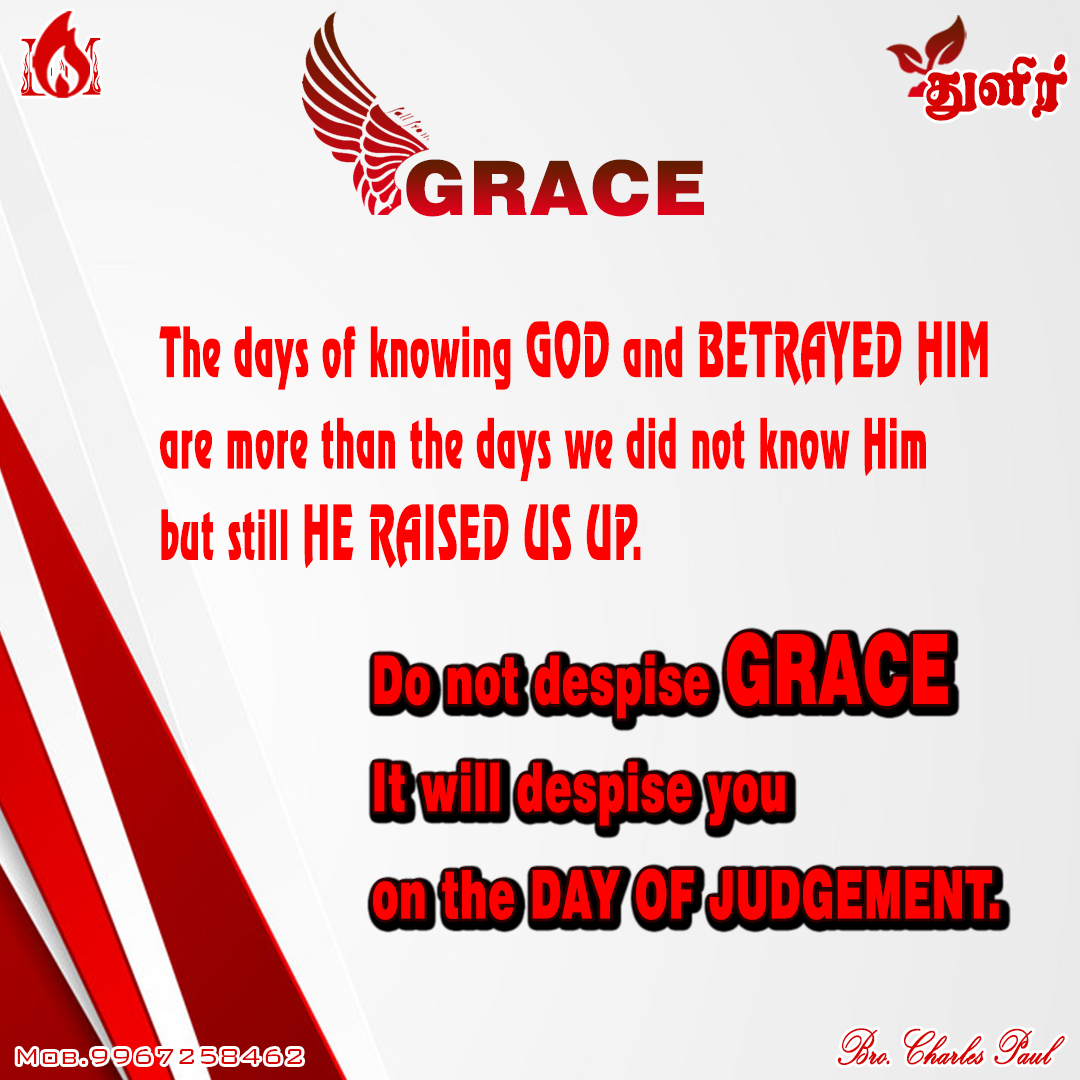 துளிர்
fall from
GRACE
The days of knowing GOD and BETRAYED HIM
are more than the days we did not know Him
but still HE RAISED US UP.
Do not despise GRACE
It will despise you
on the DAY OF JUDGEMENT.
Mob.9967258462
Bro. Charles Paul